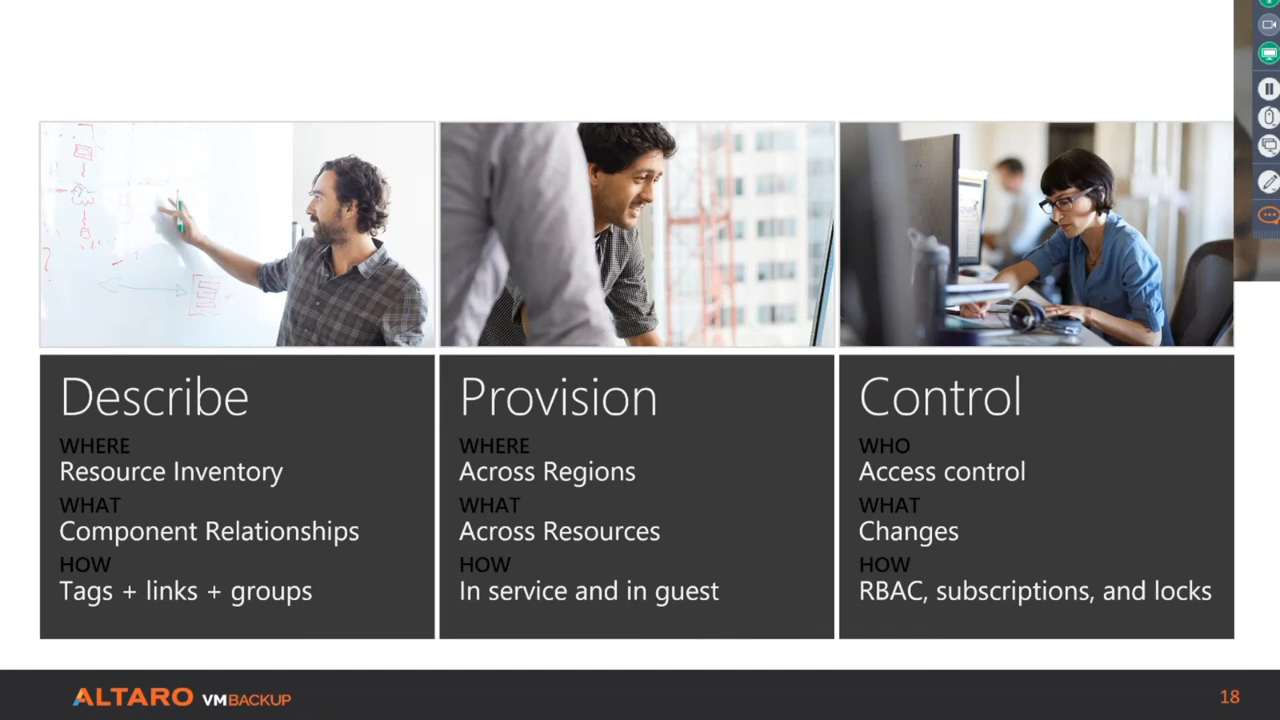 Describe
WHERE
Resource Inventory
WHAT
Component Relationships
HOW
Tags + links + groups
Provision
WHERE
Across Regions
WHAT
Across Resources
HOW
In service and in guest
Control
WHO
Access control
WHAT
Changes
HOW
RBAC, subscriptions, and locks
ALTARO VMBACKUP
18